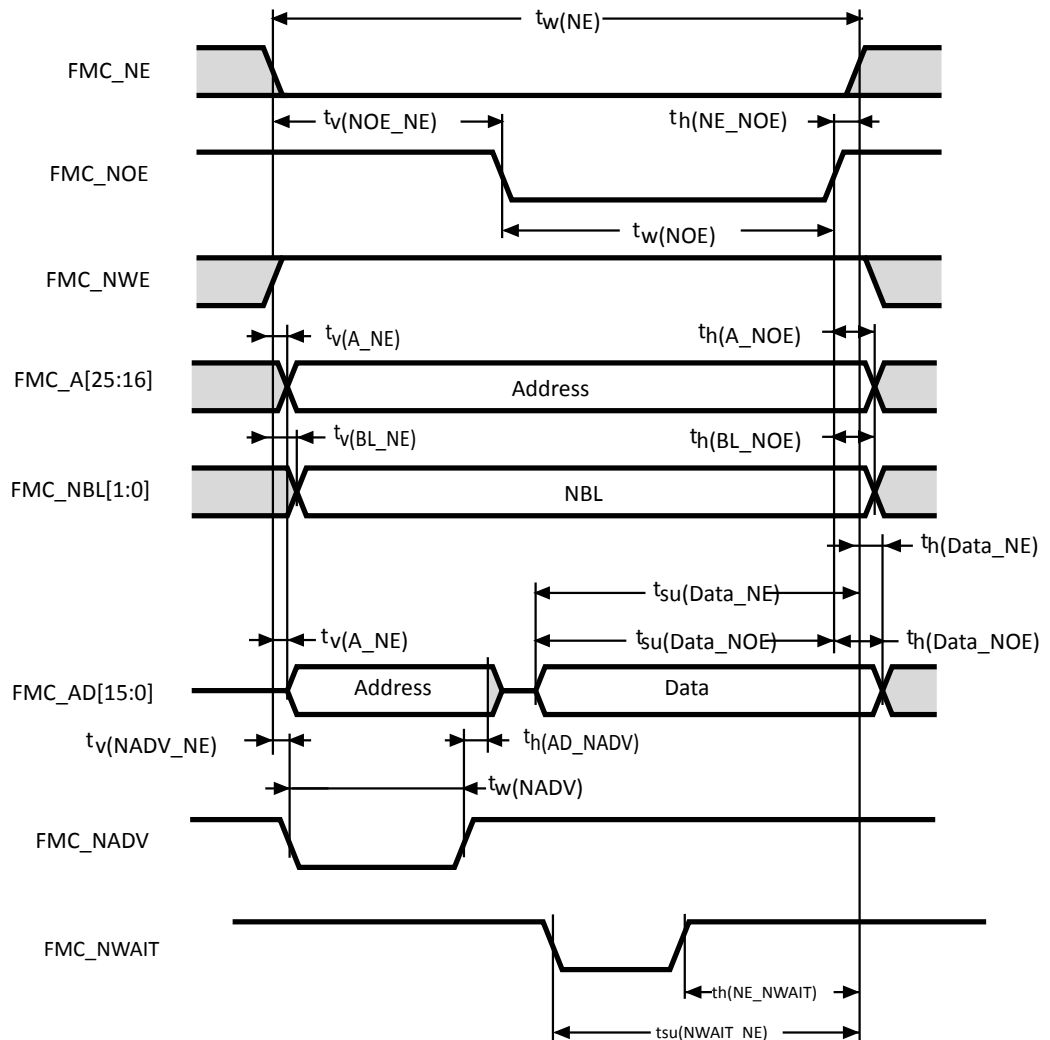 tw(NE)
FMC_NE
tv(NOE_NE)
th(NE_NOE)
FMC_NOE
tw(NOE)
FMC_NWE
tv(A_NE)
th(A_NOE)
FMC_A[25:16]
Address
tv(BL_NE)
th(BL_NOE)
FMC_NBL[1:0]
NBL
th(Data_NE)
tsu(Data_NE)
tv(A_NE)
tsu(Data_NOE)
th(Data_NOE)
FMC_AD[15:0]
Address
Data
tv(NADV_NE)
th(AD_NADV)
tw(NADV)
FMC_NADV
FMC_NWAIT
th(NE_NWAIT)
tsu(NWAIT_NE)